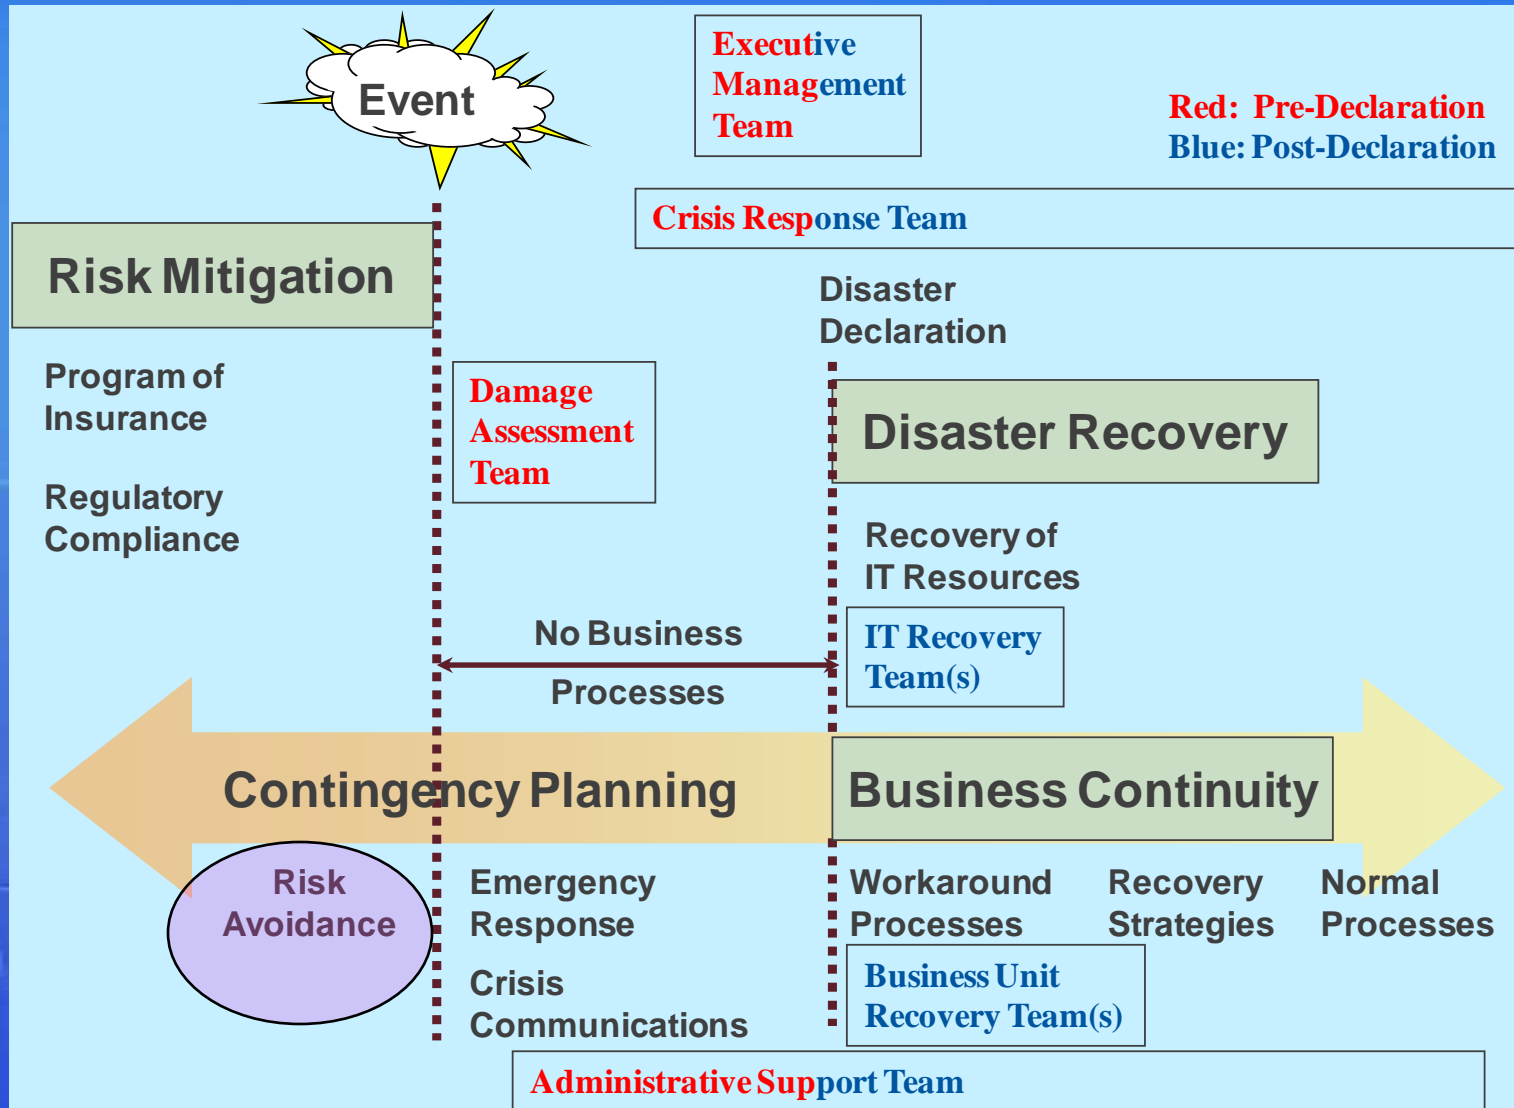 Event
Executive
Management
Team
Red: Pre-Declaration
Blue: Post-Declaration
Crisis Response Team
Risk Mitigation
Disaster
Declaration
Program of
Insurance
Damage
Assessment
Team
Disaster Recovery
Regulatory
Compliance
Recovery of
IT Resources
No Business
Processes
IT Recovery
Team(s)
Contingency Planning
Business Continuity
Risk
Avoidance
Emergency
Response
Workaround
Processes
Recovery
Strategies
Normal
Processes
Crisis
Communications
Business Unit
Recovery Team(s)
Administrative Support Team